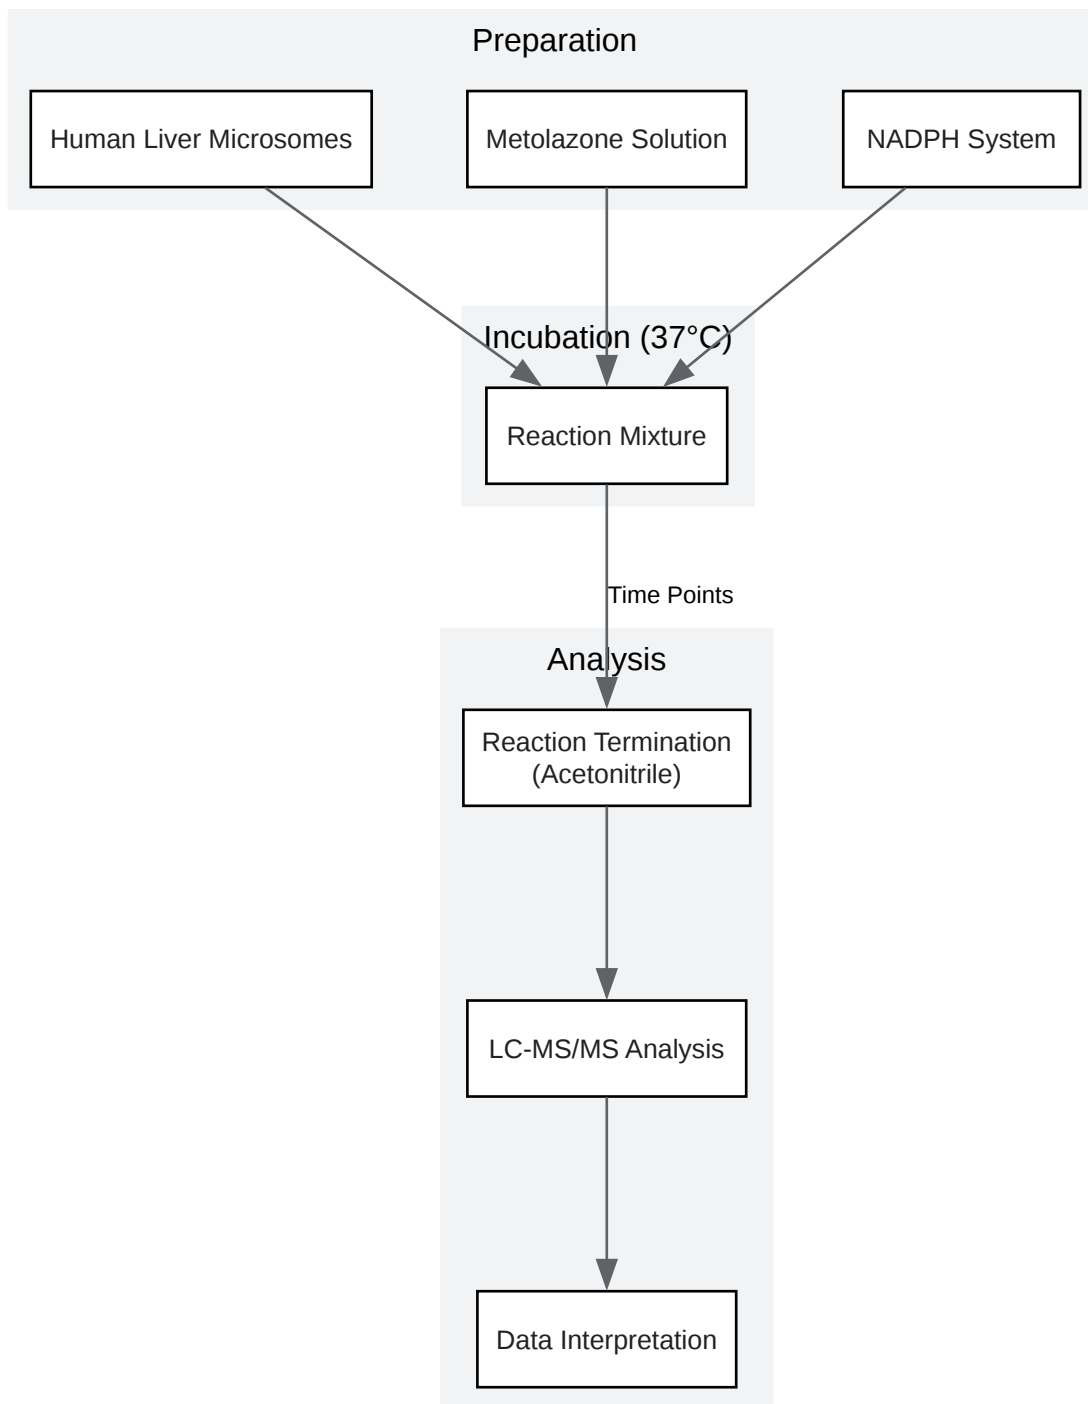 Preparation
Human Liver Microsomes
Metolazone Solution
NADPH System
Incubation (37°C)
Reaction Mixture
Time Points
Analysis
Reaction Termination
(Acetonitrile)
LC-MS/MS Analysis
Data Interpretation